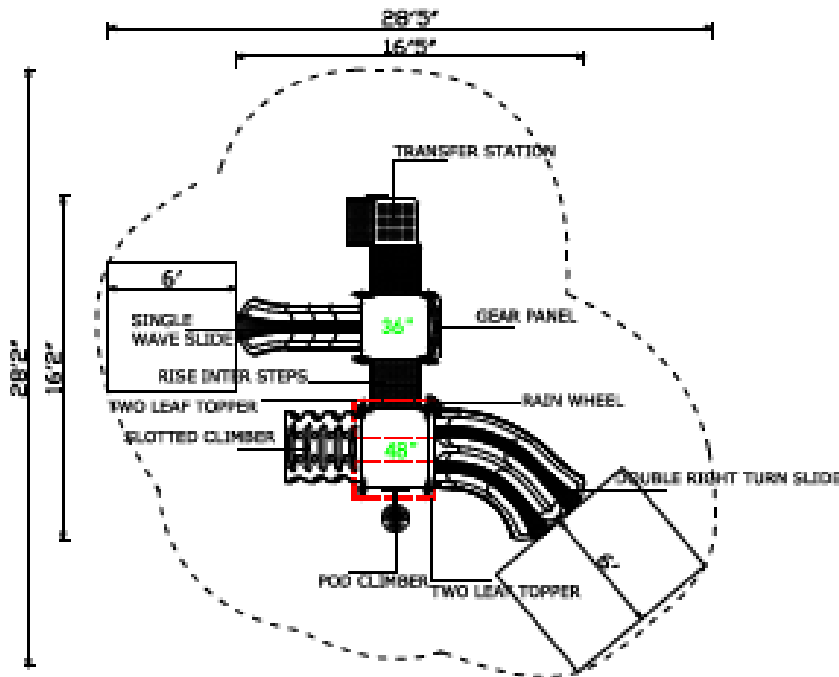 28'5"
16'5"
TRANSFER STATION
6'
28'2"
16'2"
SINGLE
WAVE SLIDE
36"
GEAR PANEL
RISE INTER STEPS
TWO LEAF TOPPER
RAIN WHEEL
SLOTTED CLIMBER
48"
DOUBLE RIGHT TURN SLIDE
6'
POD CLIMBER
TWO LEAF TOPPER